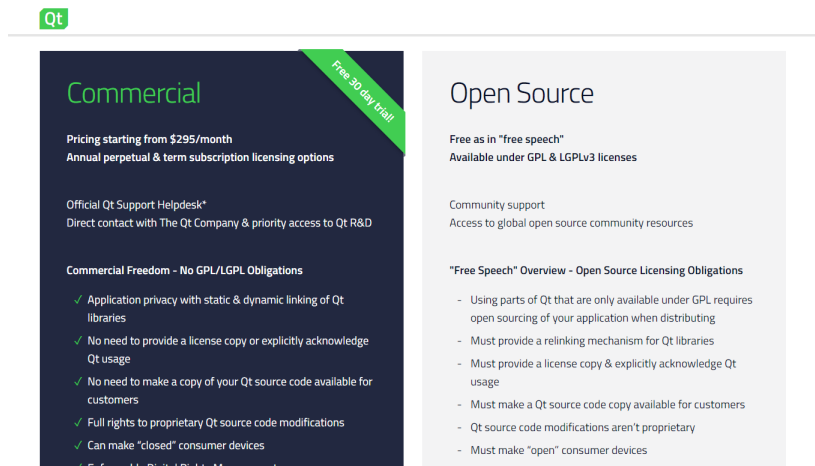 Qt
Commercial
Free 30 day trial!
Pricing starting from $295/month
Annual perpetual & term subscription licensing options
Official Qt Support Helpdesk*
Direct contact with The Qt Company & priority access to Qt R&D
Commercial Freedom - No GPL/LGPL Obligations
✓ Application privacy with static & dynamic linking of Qt
libraries
✓ No need to provide a license copy or explicitly acknowledge
Qt usage
✓ No need to make a copy of your Qt source code available for
customers
✓ Full rights to proprietary Qt source code modifications
✓ Can make “closed” consumer devices
Open Source
Free as in "free speech"
Available under GPL & LGPLv3 licenses
Community support
Access to global open source community resources
"Free Speech" Overview - Open Source Licensing Obligations
- Using parts of Qt that are only available under GPL requires
open sourcing of your application when distributing
- Must provide a relinking mechanism for Qt libraries
- Must provide a license copy & explicitly acknowledge Qt
usage
- Must make a Qt source code copy available for customers
- Qt source code modifications aren’t proprietary
- Must make “open” consumer devices